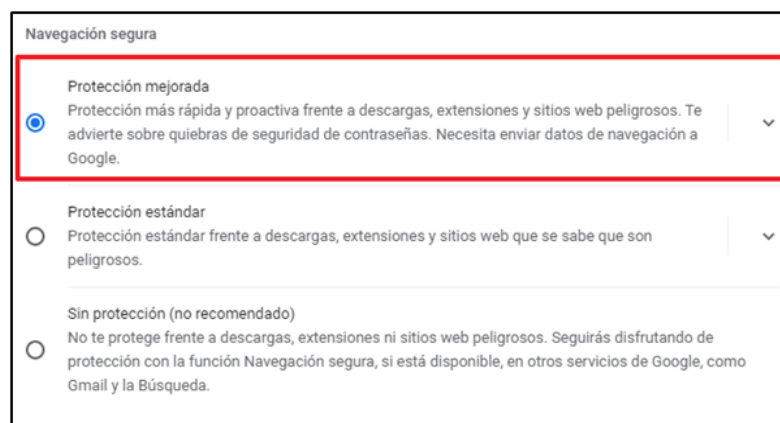 Navegación segura
Protección mejorada
Protección más rápida y proactiva frente a descargas, extensiones y sitios web peligrosos. Te
advierte sobre quiebras de seguridad de contraseñas. Necesita enviar datos de navegación a
Google.
Protección estándar
Protección estándar frente a descargas, extensiones y sitios web que se sabe que son
peligrosos.
Sin protección (no recomendado)
No te protege frente a descargas, extensiones ni sitios web peligrosos. Seguirás disfrutando de
protección con la función Navegación segura, si está disponible, en otros servicios de Google, como
Gmail y la Búsqueda.